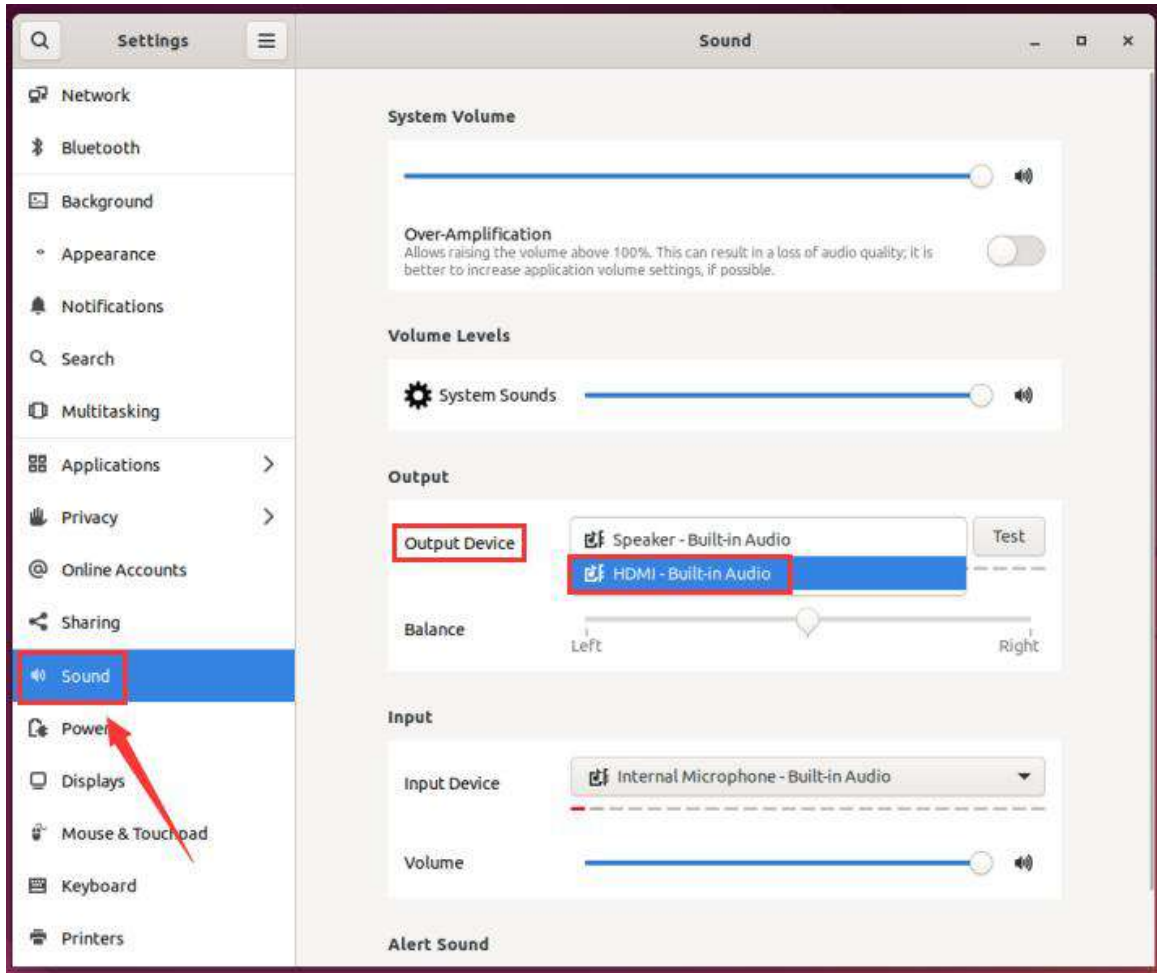 Settings
Sound
Network
Bluetooth
Background
Appearance
Notifications
Search
Multitasking
Applications
Privacy
Online Accounts
Sharing
Sound
Power
Displays
Mouse & Touchpad
Keyboard
Printers
System Volume
Over-Amplification
Allows raising the volume above 100%. This can result in a loss of audio quality; it is
better to increase application volume settings, if possible.
Volume Levels
System Sounds
Output
Output Device
Speaker - Built-in Audio
Test
HDMI - Built-in Audio
Balance
Left
Right
Input
Input Device
Internal Microphone - Built-in Audio
Volume
Alert Sound